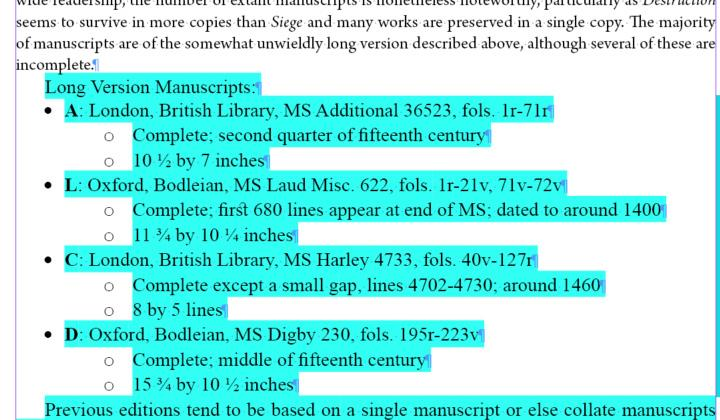 wide readership, the number of extant manuscripts is nonetheless noteworthy, particularly as Destruction
seems to survive in more copies than Siege and many works are preserved in a single copy. The majority
of manuscripts are of the somewhat unwieldly long version described above, although several of these are
incomplete.¶
Long Version Manuscripts:¶
• A: London, British Library, MS Additional 36523, fols. 1r-71r¶
○ Complete; second quarter of fifteenth century¶
○ 10 ½ by 7 inches¶
• L: Oxford, Bodleian, MS Laud Misc. 622, fols. 1r-21v, 71v-72v¶
○ Complete; first 680 lines appear at end of MS; dated to around 1400¶
○ 11 ¾ by 10 ¼ inches¶
• C: London, British Library, MS Harley 4733, fols. 40v-127r¶
○ Complete except a small gap, lines 4702-4730; around 1460¶
○ 8 by 5 lines¶
• D: Oxford, Bodleian, MS Digby 230, fols. 195r-223v¶
○ Complete; middle of fifteenth century¶
○ 15 ¾ by 10 ½ inches¶
Previous editions tend to be based on a single manuscript or else collate manuscripts